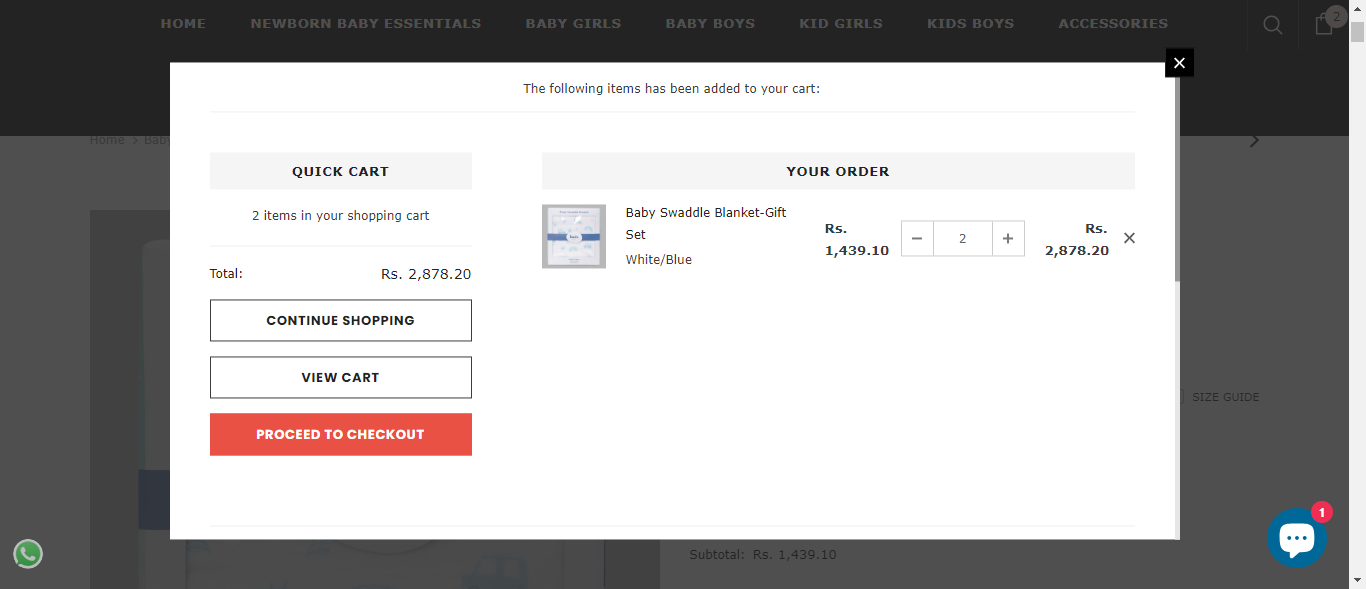 HOME NEWBORN BABY ESSENTIALS BABY GIRLS BABY BOYS KID GIRLS KIDS BOYS ACCESSORIES
2
The following items has been added to your cart:
Home > Baby
QUICK CART
2 items in your shopping cart
Total: Rs. 2,878.20
CONTINUE SHOPPING
VIEW CART
PROCEED TO CHECKOUT
YOUR ORDER
Baby Swaddle Blanket-Gift
Set
White/Blue
Rs.
1,439.10
− 2 +
Rs.
2,878.20
SIZE GUIDE
1
Subtotal: Rs. 1,439.10